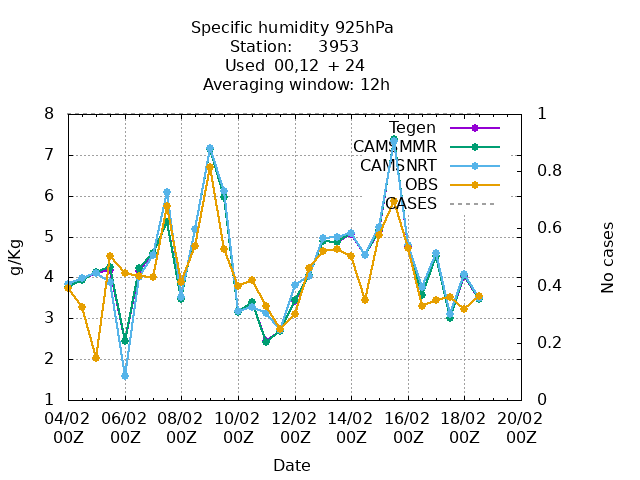 Specific humidity 925hPa
Station: 3953
Used 00,12 + 24
Averaging window: 12h
8
7
6
5
4
3
2
1
g/Kg
1
0.8
0.6
0.4
0.2
0
No cases
Tegen
CAMSMMR
CAMSNRT
OBS
CASES
04/02 06/02 08/02 10/02 12/02 14/02 16/02 18/02 20/02
00Z 00Z 00Z 00Z 00Z 00Z 00Z 00Z 00Z
Date